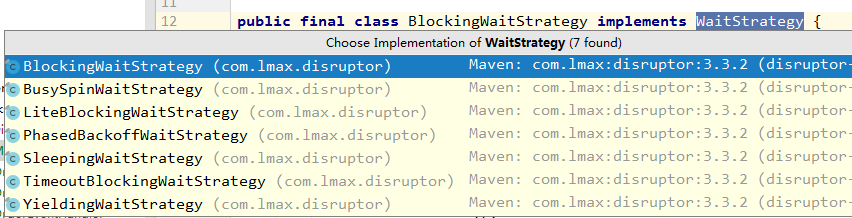 11
12 public final class BlockingWaitStrategy implements WaitStrategy {
Choose Implementation of WaitStrategy (7 found)
BlockingWaitStrategy (com.lmax.disruptor) Maven: com.lmax:disruptor:3.3.2 (disruptor-
BusySpinWaitStrategy (com.lmax.disruptor) Maven: com.lmax:disruptor:3.3.2 (disruptor-
LiteBlockingWaitStrategy (com.lmax.disruptor) Maven: com.lmax:disruptor:3.3.2 (disruptor-
PhasedBackoffWaitStrategy (com.lmax.disruptor) Maven: com.lmax:disruptor:3.3.2 (disruptor-
SleepingWaitStrategy (com.lmax.disruptor) Maven: com.lmax:disruptor:3.3.2 (disruptor-
TimeoutBlockingWaitStrategy (com.lmax.disruptor) Maven: com.lmax:disruptor:3.3.2 (disruptor-
YieldingWaitStrategy (com.lmax.disruptor) Maven: com.lmax:disruptor:3.3.2 (disruptor-